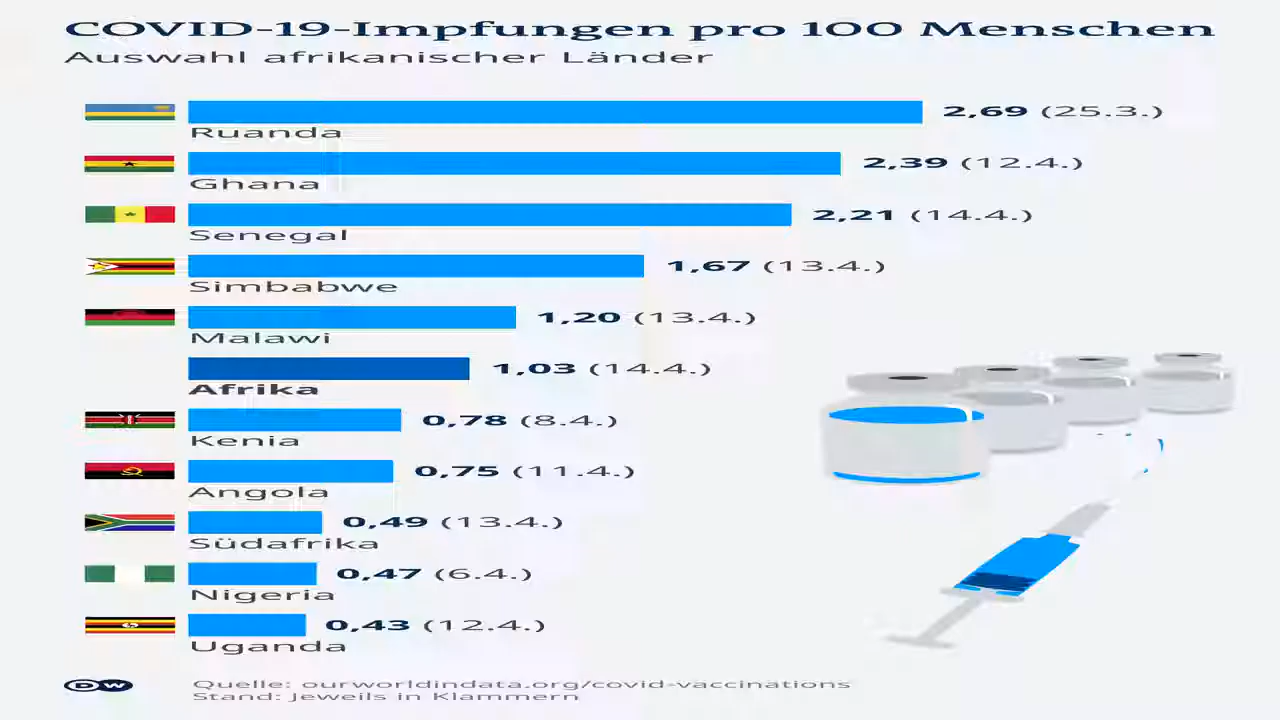 COVID-19-Impfungen pro 100 Menschen
Auswahl afrikanischer Länder
2,69 (25.3.)
Ruanda
2,39 (12.4.)
Ghana
2,21 (14.4.)
Senegal
1,67 (13.4.)
Simbabwe
1,20 (13.4.)
Malawi
1,03 (14.4.)
Afrika
0,78 (8.4.)
Kenia
0,75 (11.4.)
Angola
0,49 (13.4.)
Südafrika
0,47 (6.4.)
Nigeria
0,43 (12.4.)
Uganda
DW
Quelle: ourworldindata.org/covid-vaccinations
Stand: Jeweils in Klammern